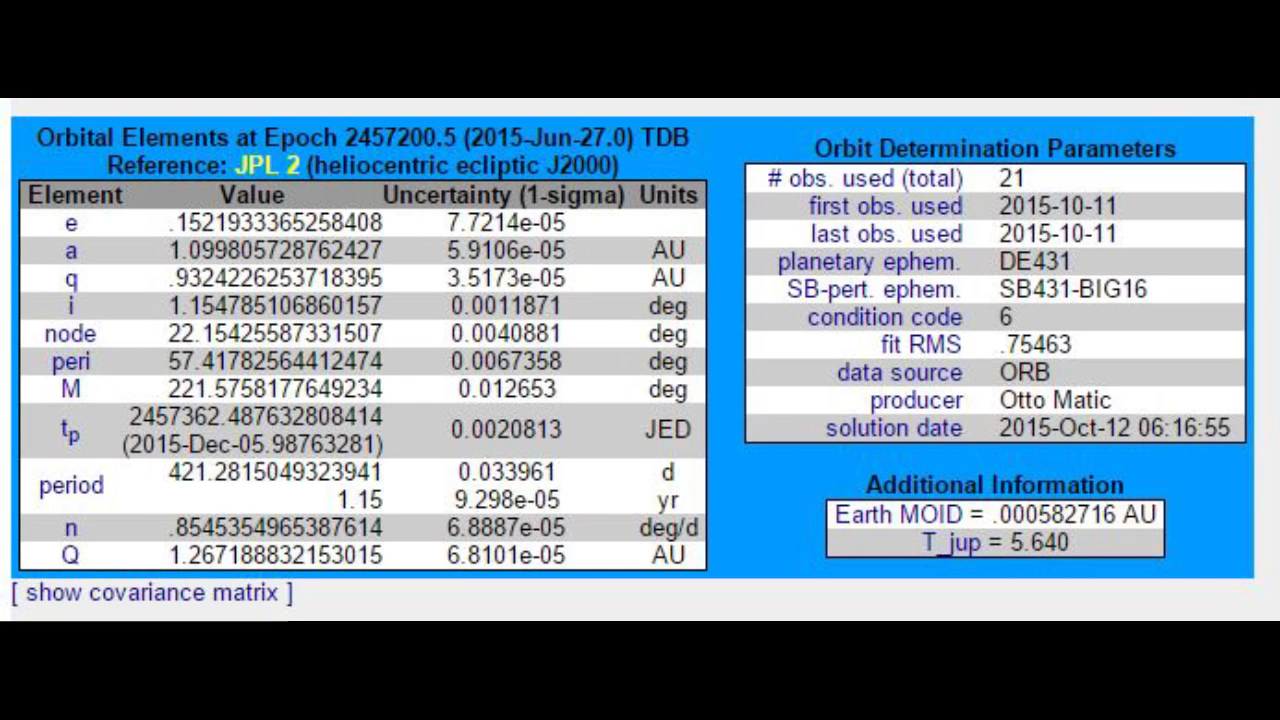 Orbital Elements at Epoch 2457200.5 (2015-Jun-27.0) TDB
Reference: JPL 2 (heliocentric ecliptic J2000)
Element Value Uncertainty (1-sigma) Units
e .1521933365258408 7.7214e-05
a 1.099805728762427 5.9106e-05 AU
q .9324226253718395 3.5173e-05 AU
i 1.154785106860157 0.0011871 deg
node 22.15425587331507 0.0040881 deg
peri 57.41782564412474 0.0067358 deg
M 221.5758177649234 0.012653 deg
tp 2457362.487632808414 0.0020813 JED
(2015-Dec-05.98763281)
period 421.2815049323941 0.033961 d
1.15 9.298e-05 yr
n .8545354965387614 6.8887e-05 deg/d
Q 1.267188832153015 6.8101e-05 AU
[ show covariance matrix ]
Orbit Determination Parameters
# obs. used (total) 21
first obs. used 2015-10-11
last obs. used 2015-10-11
planetary ephem. DE431
SB-pert. ephem. SB431-BIG16
condition code 6
fit RMS .75463
data source ORB
producer Otto Matic
solution date 2015-Oct-12 06:16:55
Additional Information
Earth MOID = .000582716 AU
T_jup = 5.640